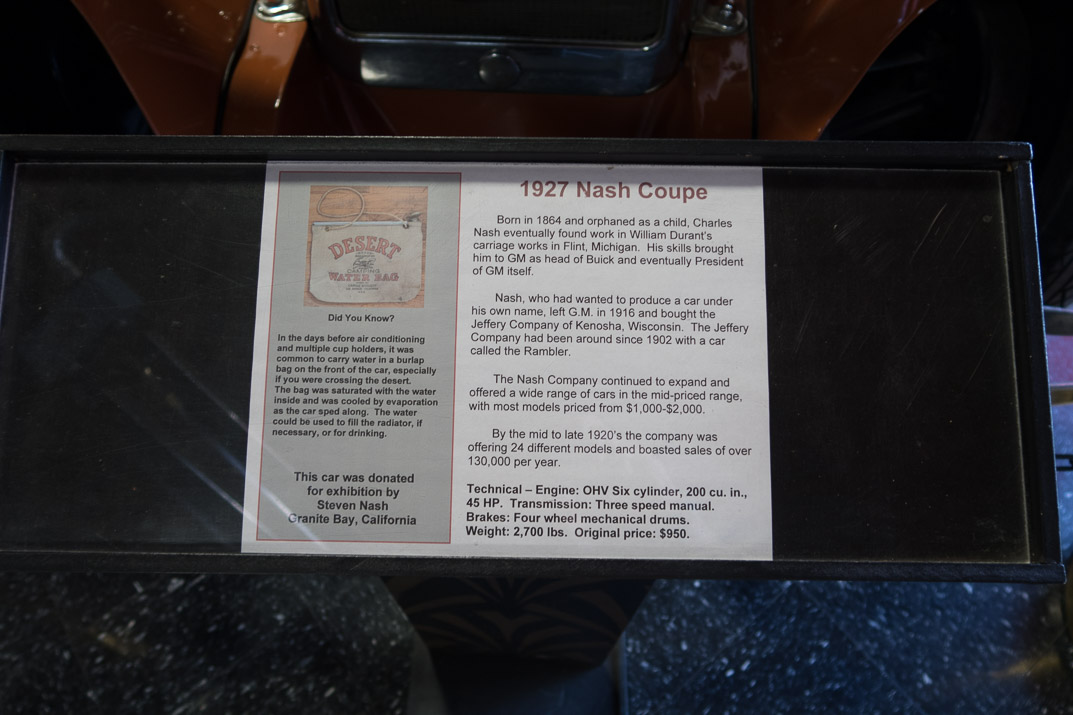 DESERT
CAMPING
WATER BAG
Did You Know?
In the days before air conditioning
and multiple cup holders, it was
common to carry water in a burlap
bag on the front of the car, especially
if you were crossing the desert.
The bag was saturated with the water
inside and was cooled by evaporation
as the car sped along. The water
could be used to fill the radiator, if
necessary, or for drinking.
This car was donated
for exhibition by
Steven Nash
Granite Bay, California
1927 Nash Coupe
Born in 1864 and orphaned as a child, Charles
Nash eventually found work in William Durant's
carriage works in Flint, Michigan. His skills brought
him to GM as head of Buick and eventually President
of GM itself.
Nash, who had wanted to produce a car under
his own name, left G.M. in 1916 and bought the
Jeffery Company of Kenosha, Wisconsin. The Jeffery
Company had been around since 1902 with a car
called the Rambler.
The Nash Company continued to expand and
offered a wide range of cars in the mid-priced range,
with most models priced from $1,000-$2,000.
By the mid to late 1920's the company was
offering 24 different models and boasted sales of over
130,000 per year.
Technical – Engine: OHV Six cylinder, 200 cu. in.,
45 HP. Transmission: Three speed manual.
Brakes: Four wheel mechanical drums.
Weight: 2,700 lbs. Original price: $950.